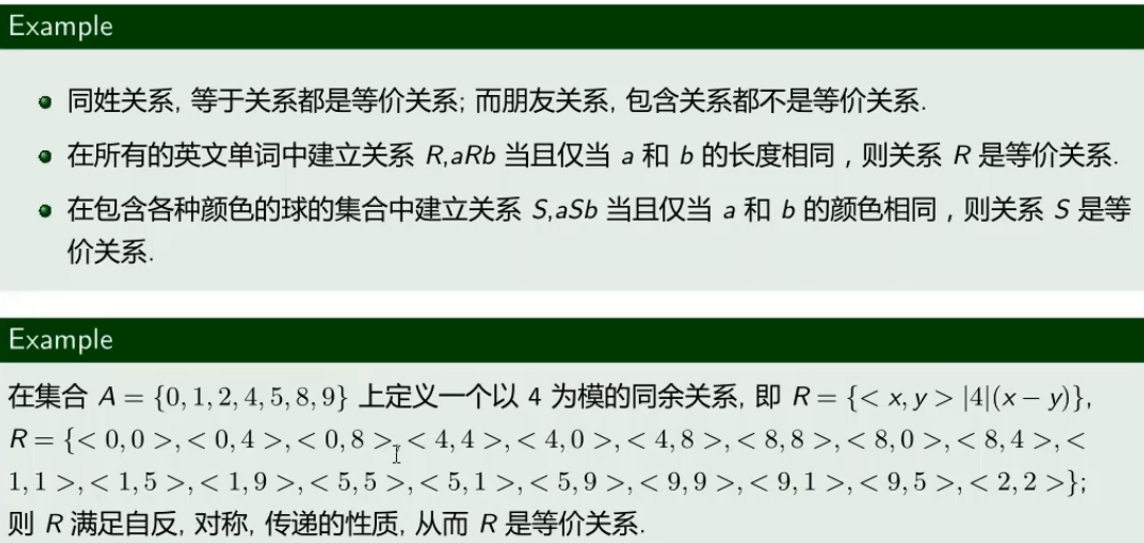 Example
同姓关系, 等于关系都是等价关系; 而朋友关系, 包含关系都不是等价关系.
在所有的英文单词中建立关系 R,aRb 当且仅当 a 和 b 的长度相同，则关系 R 是等价关系.
在包含各种颜色的球的集合中建立关系 S,aSb 当且仅当 a 和 b 的颜色相同，则关系 S 是等
价关系.
Example
在集合 A = {0, 1, 2, 4, 5, 8, 9} 上定义一个以 4 为模的同余关系, 即 R = {< x, y > |4|(x − y)},
R = {< 0, 0 >, < 0, 4 >, < 0, 8 >, < 4, 4 >, < 4, 0 >, < 4, 8 >, < 8, 8 >, < 8, 0 >, < 8, 4 >, <
1, 1 >, < 1, 5 >, < 1, 9 >, < 5, 5 >, < 5, 1 >, < 5, 9 >, < 9, 9 >, < 9, 1 >, < 9, 5 >, < 2, 2 >};
则 R 满足自反, 对称, 传递的性质, 从而 R 是等价关系.